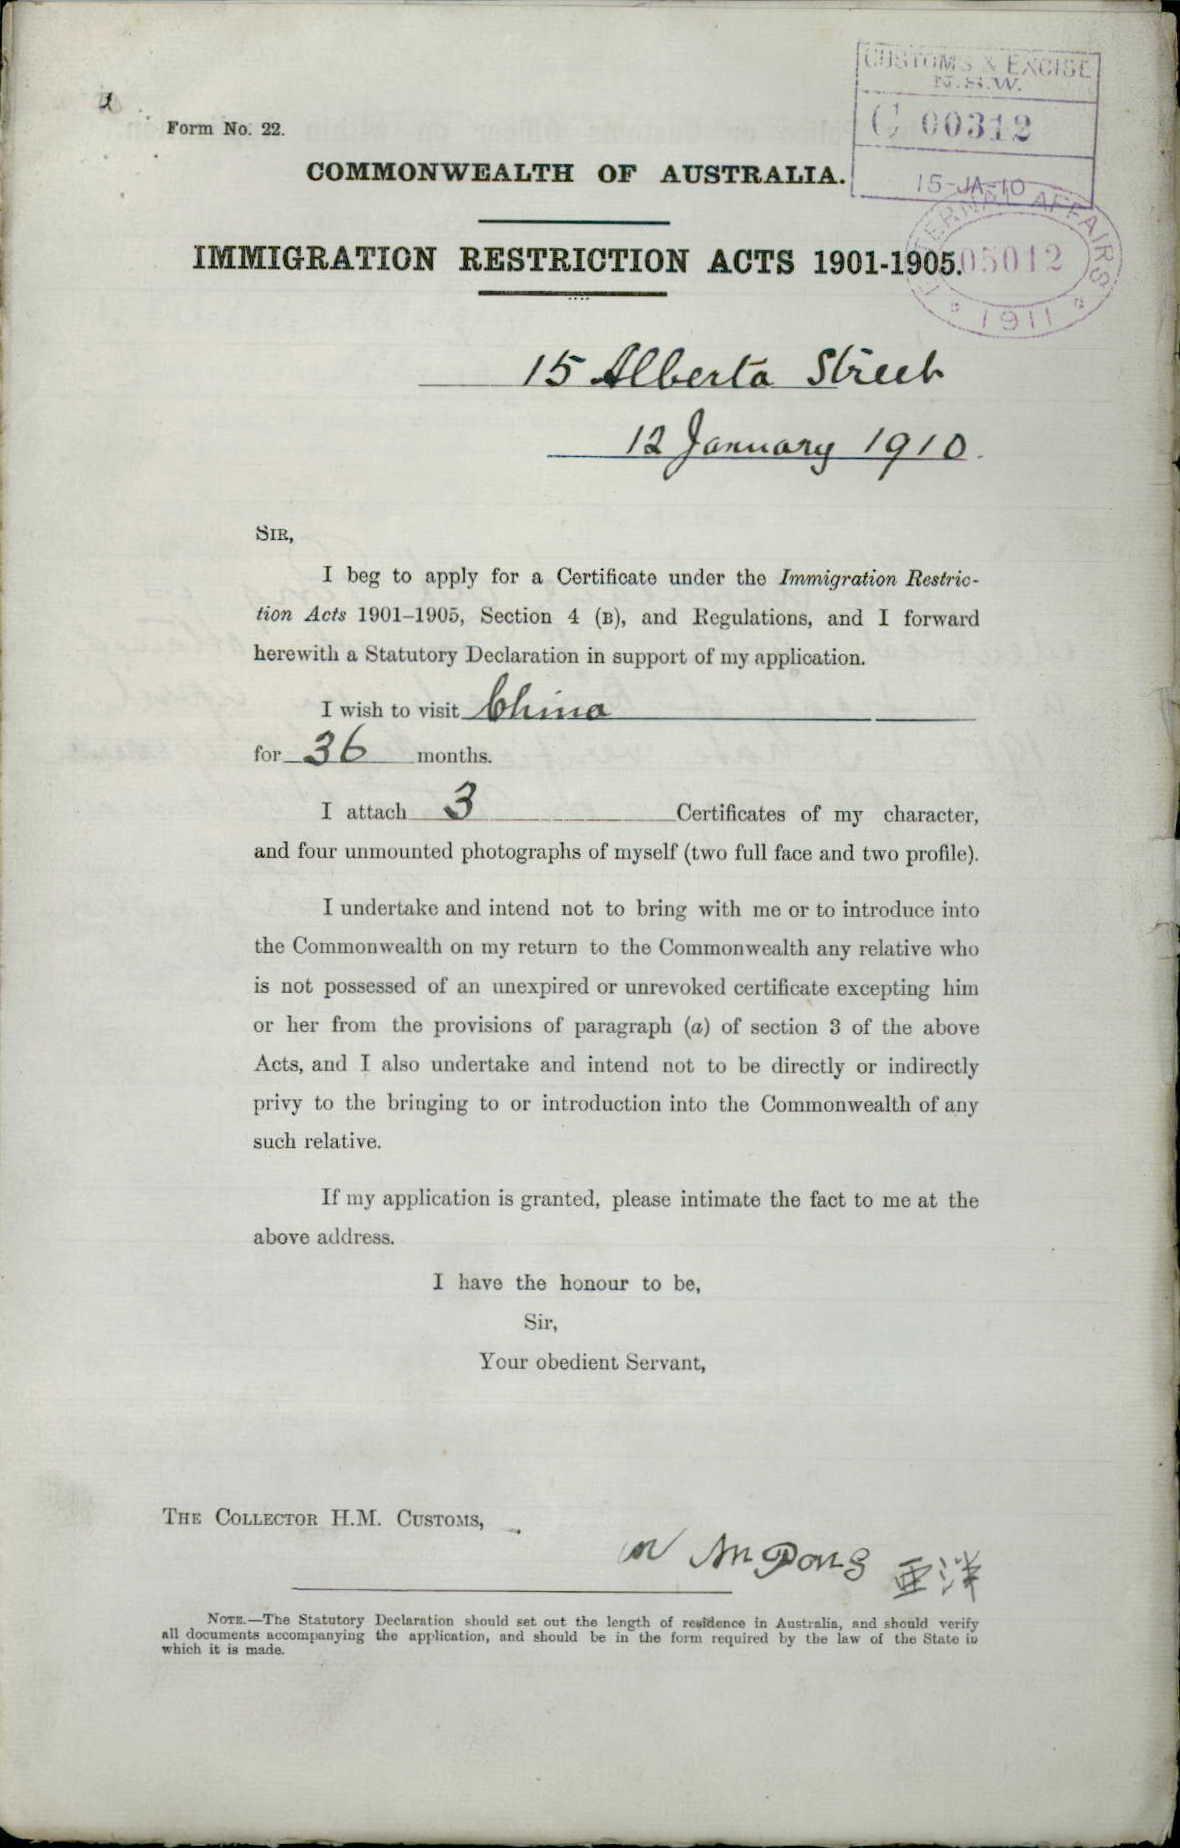 CUSTOMS & EXCISE
N.S.W.
C 00312
15-JA-10
EXTERNAL AFFAIRS
05012
1911
Form No. 22.
COMMONWEALTH OF AUSTRALIA.
IMMIGRATION RESTRICTION ACTS 1901-1905.
15 Alberta Street
12 January 1910.
SIR,
I beg to apply for a Certificate under the Immigration Restric-
tion Acts 1901–1905, Section 4 (B), and Regulations, and I forward
herewith a Statutory Declaration in support of my application.
I wish to visit China
for 36 months.
I attach 3 Certificates of my character,
and four unmounted photographs of myself (two full face and two profile).
I undertake and intend not to bring with me or to introduce into
the Commonwealth on my return to the Commonwealth any relative who
is not possessed of an unexpired or unrevoked certificate excepting him
or her from the provisions of paragraph (a) of section 3 of the above
Acts, and I also undertake and intend not to be directly or indirectly
privy to the bringing to or introduction into the Commonwealth of any
such relative.
If my application is granted, please intimate the fact to me at the
above address.
I have the honour to be,
Sir,
Your obedient Servant,
THE COLLECTOR H.M. CUSTOMS,
亜洋
NOTE.—The Statutory Declaration should set out the length of residence in Australia, and should verify
all documents accompanying the application, and should be in the form required by the law of the State in
which it is made.